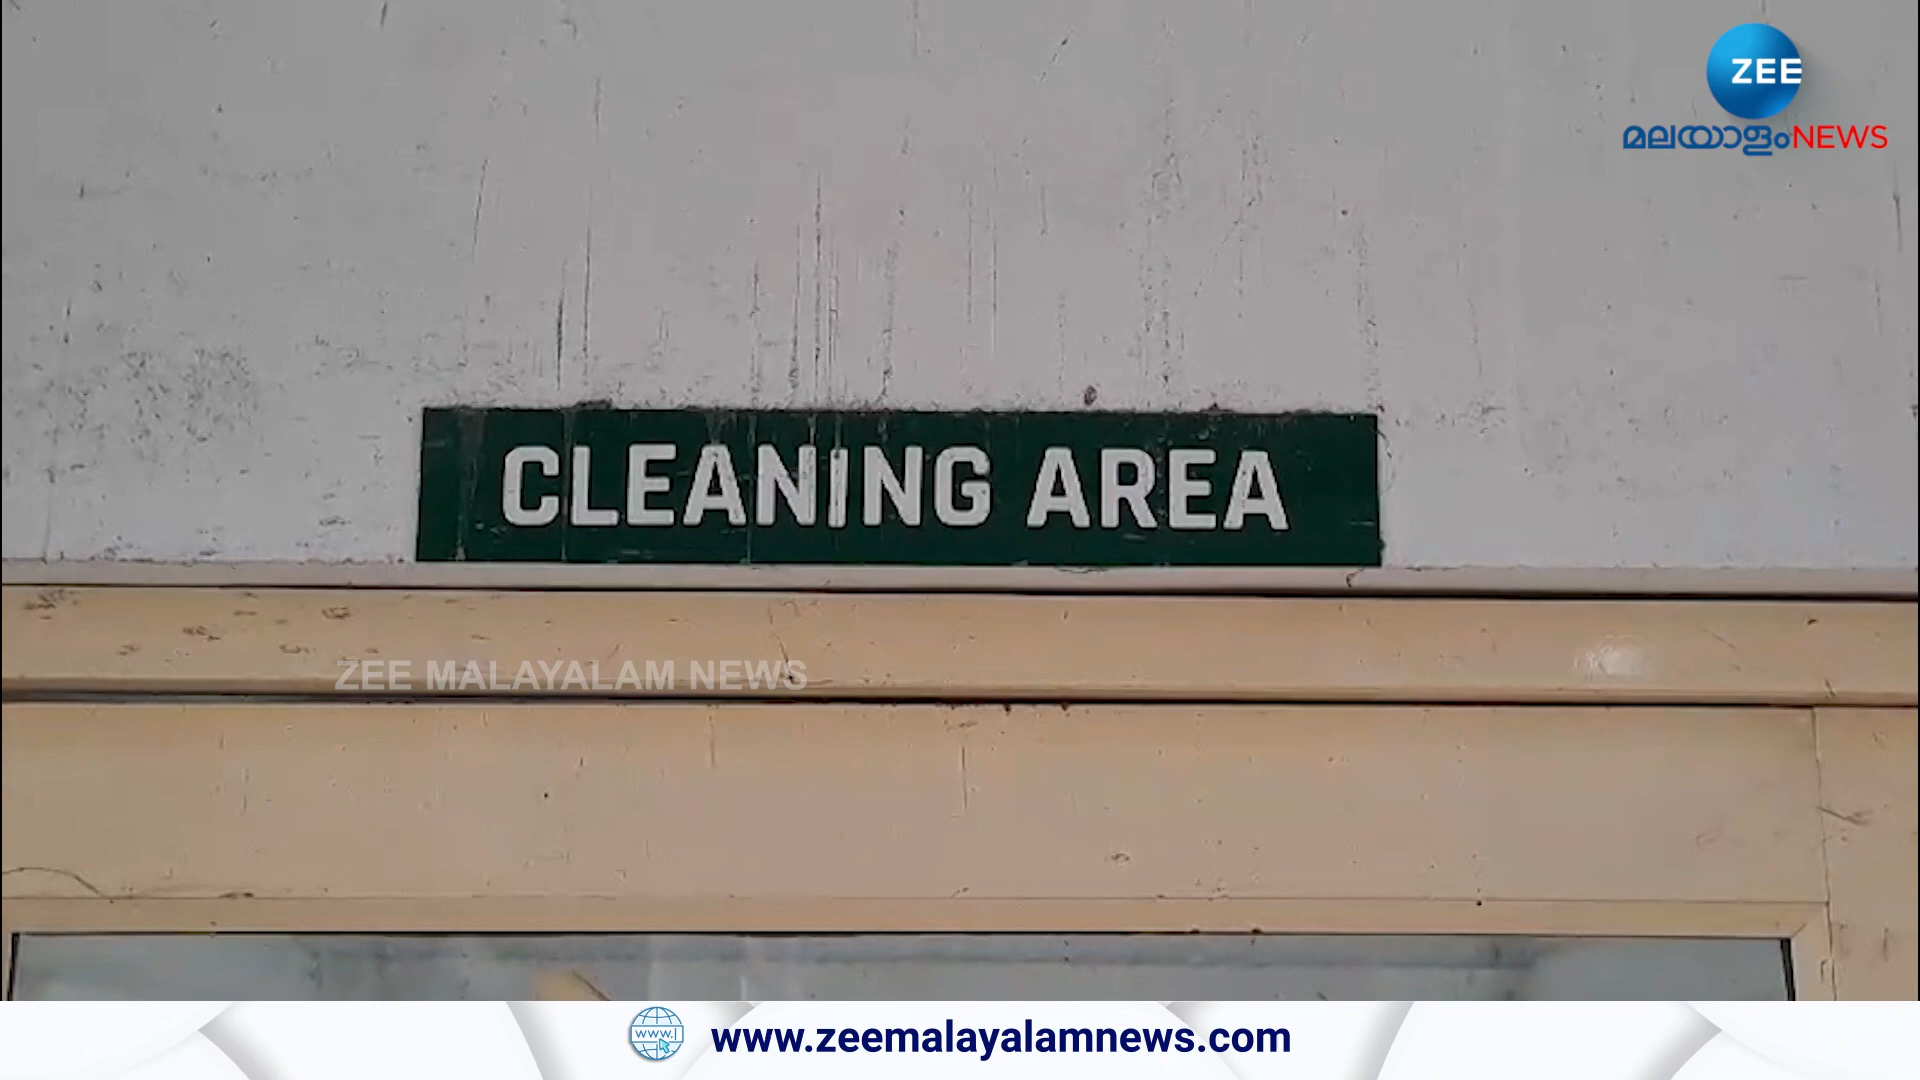 ZEE
മലയാളംNEWS
CLEANING AREA
ZEE MALAYALAM NEWS
www.
www.zeemalayalamnews.com